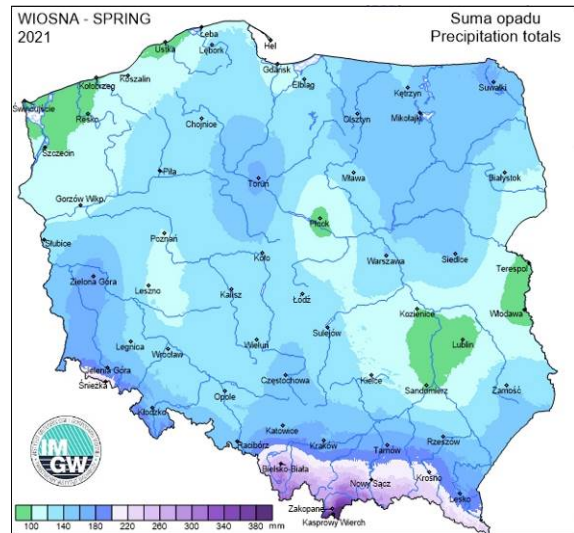 WIOSNA - SPRING
2021
Suma opadu
Precipitation totals
Łeba
Ustka
Lębork
Hel
Gdańsk
Elbląg
Kętrzyn
Suwałki
Koszalin
Kołobrzeg
Świnoujście
Resko
Chojnice
Olsztyn
Mikołajki
Szczecin
Piła
Toruń
Mława
Białystok
Gorzów Wlkp.
Płock
Słubice
Poznań
Koło
Warszawa
Siedlce
Terespol
Zielona Góra
Leszno
Kalisz
Łódź
Kozienice
Włodawa
Legnica
Wrocław
Wieluń
Sulejów
Lublin
Jelenia Góra
Śnieżka
Opole
Częstochowa
Kielce
Sandomierz
Zamość
Kłodzko
Racibórz
Katowice
Kraków
Tarnów
Rzeszów
Bielsko-Biała
Nowy Sącz
Krosno
Lesko
Zakopane
Kasprowy Wierch
IM
GW
100 140 180 220 260 300 340 380 mm